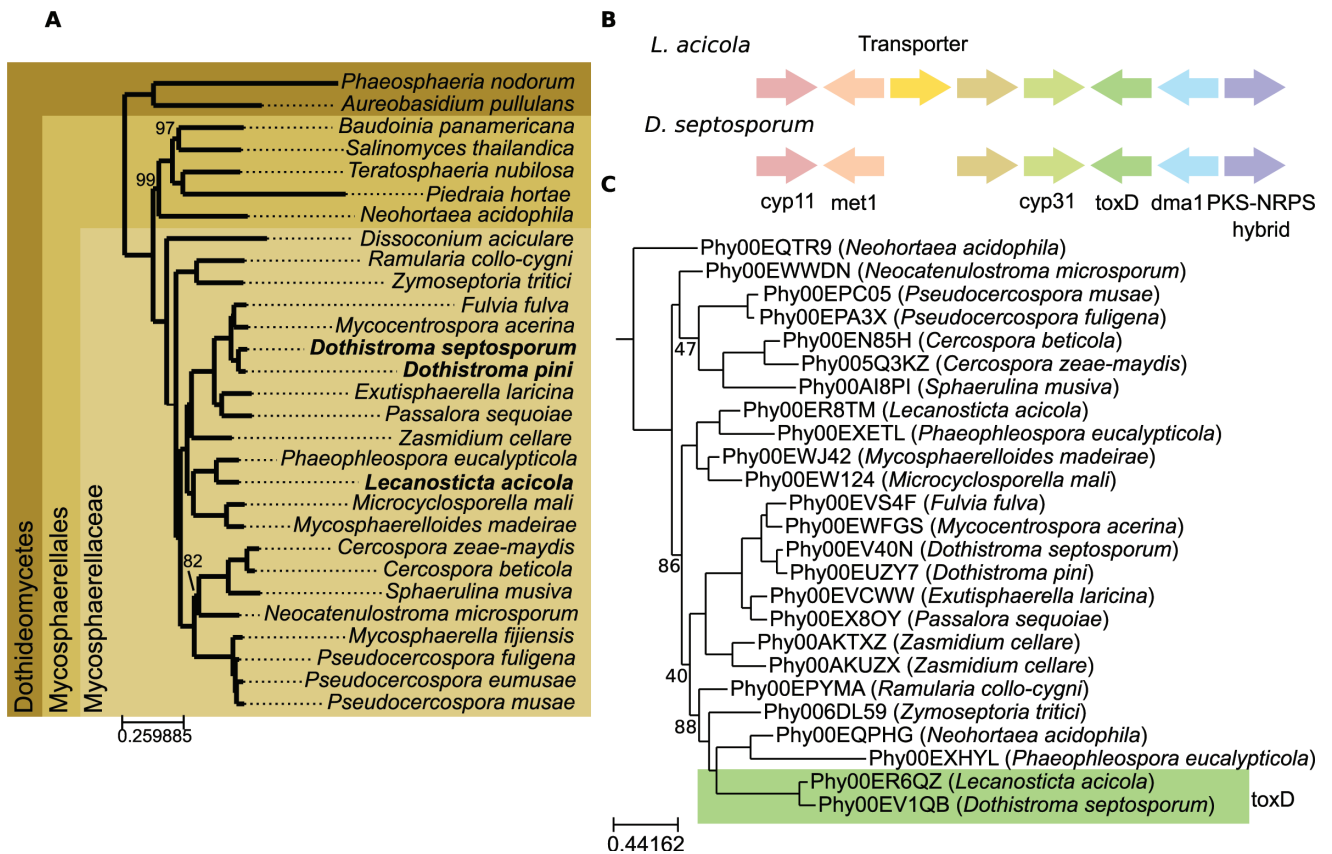 A
Phaeosphaeria nodorum
Aureobasidium pullulans
97
Baudoinia panamericana
Salinomyces thailandica
Teratosphaeria nubilosa
99
Piedraia hortae
Neohortaea acidophila
Dissoconium aciculare
Ramularia collo-cygni
Zymoseptoria tritici
Fulvia fulva
Mycocentrospora acerina
Dothistroma septosporum
Dothistroma pini
Exutisphaerella laricina
Passalora sequoiae
Zasmidium cellare
Phaeophleospora eucalypticola
Lecanosticta acicola
Microcyclosporella mali
Mycosphaerelloides madeirae
82
Cercospora zeae-maydis
Cercospora beticola
Sphaerulina musiva
Neocatenulostroma microsporum
Mycosphaerella fijiensis
Pseudocercospora fuligena
Pseudocercospora eumusae
Pseudocercospora musae
Dothideomycetes
Mycosphaerellales
Mycosphaerellaceae
0.259885
B
L. acicola
Transporter
D. septosporum
cyp11 met1 cyp31 toxD dma1 PKS-NRPS
hybrid
C
Phy00EQTR9 (Neohortaea acidophila)
Phy00EWWDN (Neocatenulostroma microsporum)
Phy00EPC05 (Pseudocercospora musae)
Phy00EPA3X (Pseudocercospora fuligena)
47
Phy00EN85H (Cercospora beticola)
Phy005Q3KZ (Cercospora zeae-maydis)
Phy00AI8PI (Sphaerulina musiva)
Phy00ER8TM (Lecanosticta acicola)
Phy00EXETL (Phaeophleospora eucalypticola)
Phy00EWJ42 (Mycosphaerelloides madeirae)
Phy00EW124 (Microcyclosporella mali)
Phy00EVS4F (Fulvia fulva)
Phy00EWFGS (Mycocentrospora acerina)
Phy00EV40N (Dothistroma septosporum)
86
Phy00EUZY7 (Dothistroma pini)
Phy00EVCWW (Exutisphaerella laricina)
Phy00EX8OY (Passalora sequoiae)
Phy00AKTXZ (Zasmidium cellare)
Phy00AKUZX (Zasmidium cellare)
40
Phy00EPYMA (Ramularia collo-cygni)
Phy006DL59 (Zymoseptoria tritici)
88
Phy00EQPHG (Neohortaea acidophila)
Phy00EXHYL (Phaeophleospora eucalypticola)
Phy00ER6QZ (Lecanosticta acicola)
Phy00EV1QB (Dothistroma septosporum)
toxD
0.44162